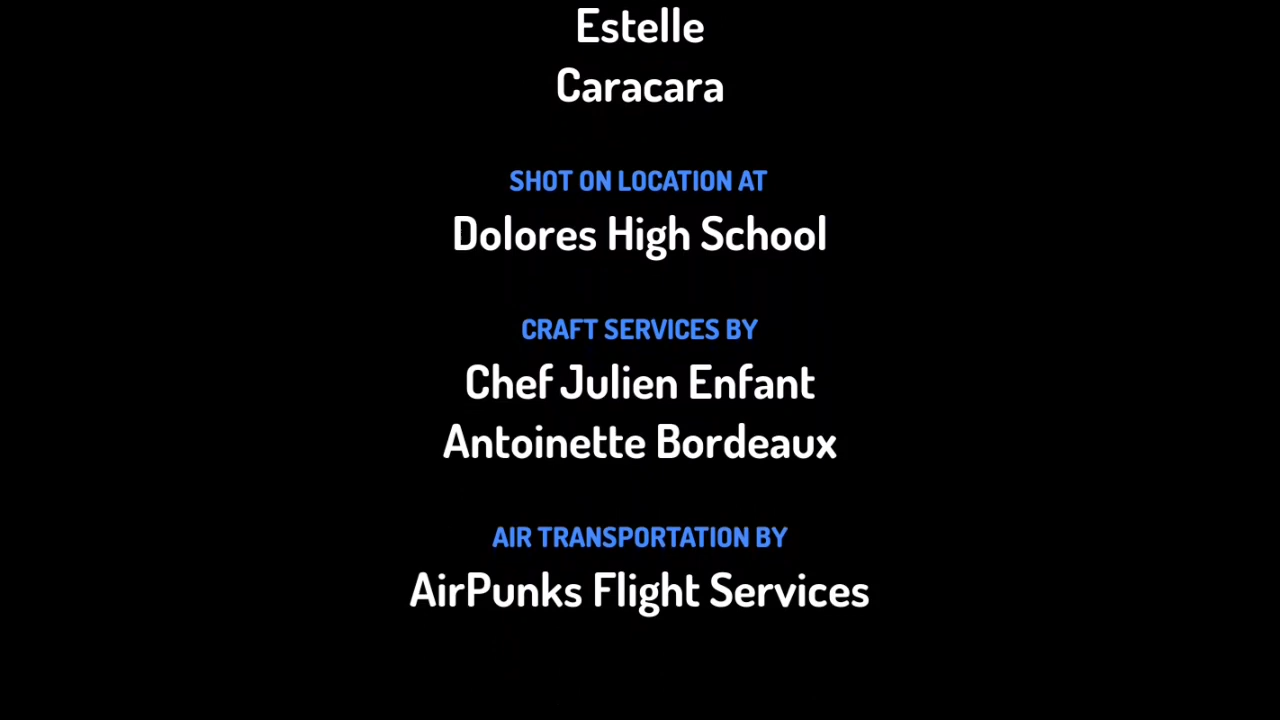 Estelle
Caracara
SHOT ON LOCATION AT
Dolores High School
CRAFT SERVICES BY
Chef Julien Enfant
Antoinette Bordeaux
AIR TRANSPORTATION BY
AirPunks Flight Services